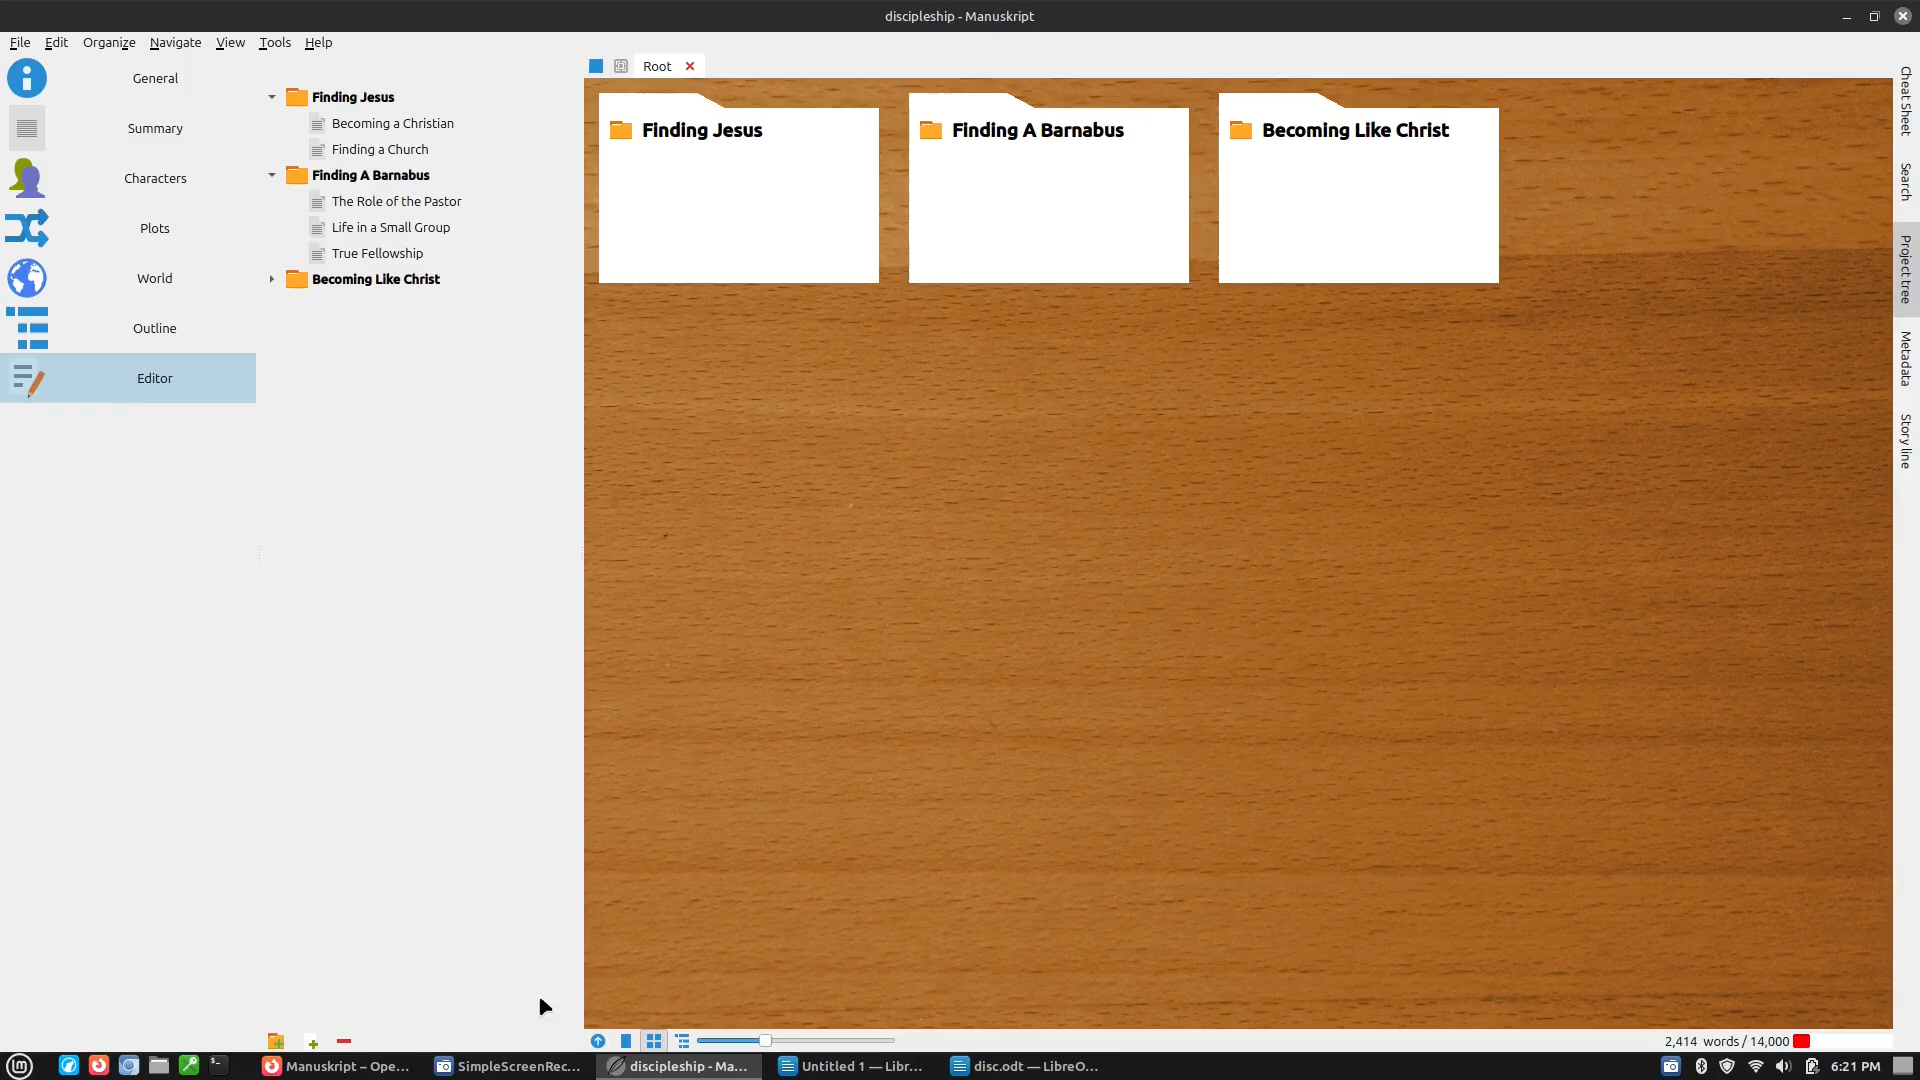 discipleship - Manuskript
File Edit Organize Navigate View Tools Help
General
Summary
Characters
Plots
World
Outline
Editor
Finding Jesus
Becoming a Christian
Finding a Church
Finding A Barnabus
The Role of the Pastor
Life in a Small Group
True Fellowship
Becoming Like Christ
Root
Finding Jesus
Finding A Barnabus
Becoming Like Christ
Cheat Sheet
Search
Project tree
Metadata
Story line
2,414 words / 14,000
Manuskript – Ope...
SimpleScreenRec...
discipleship - Ma...
Untitled 1 — Libr...
disc.odt — LibreO...
6:21 PM